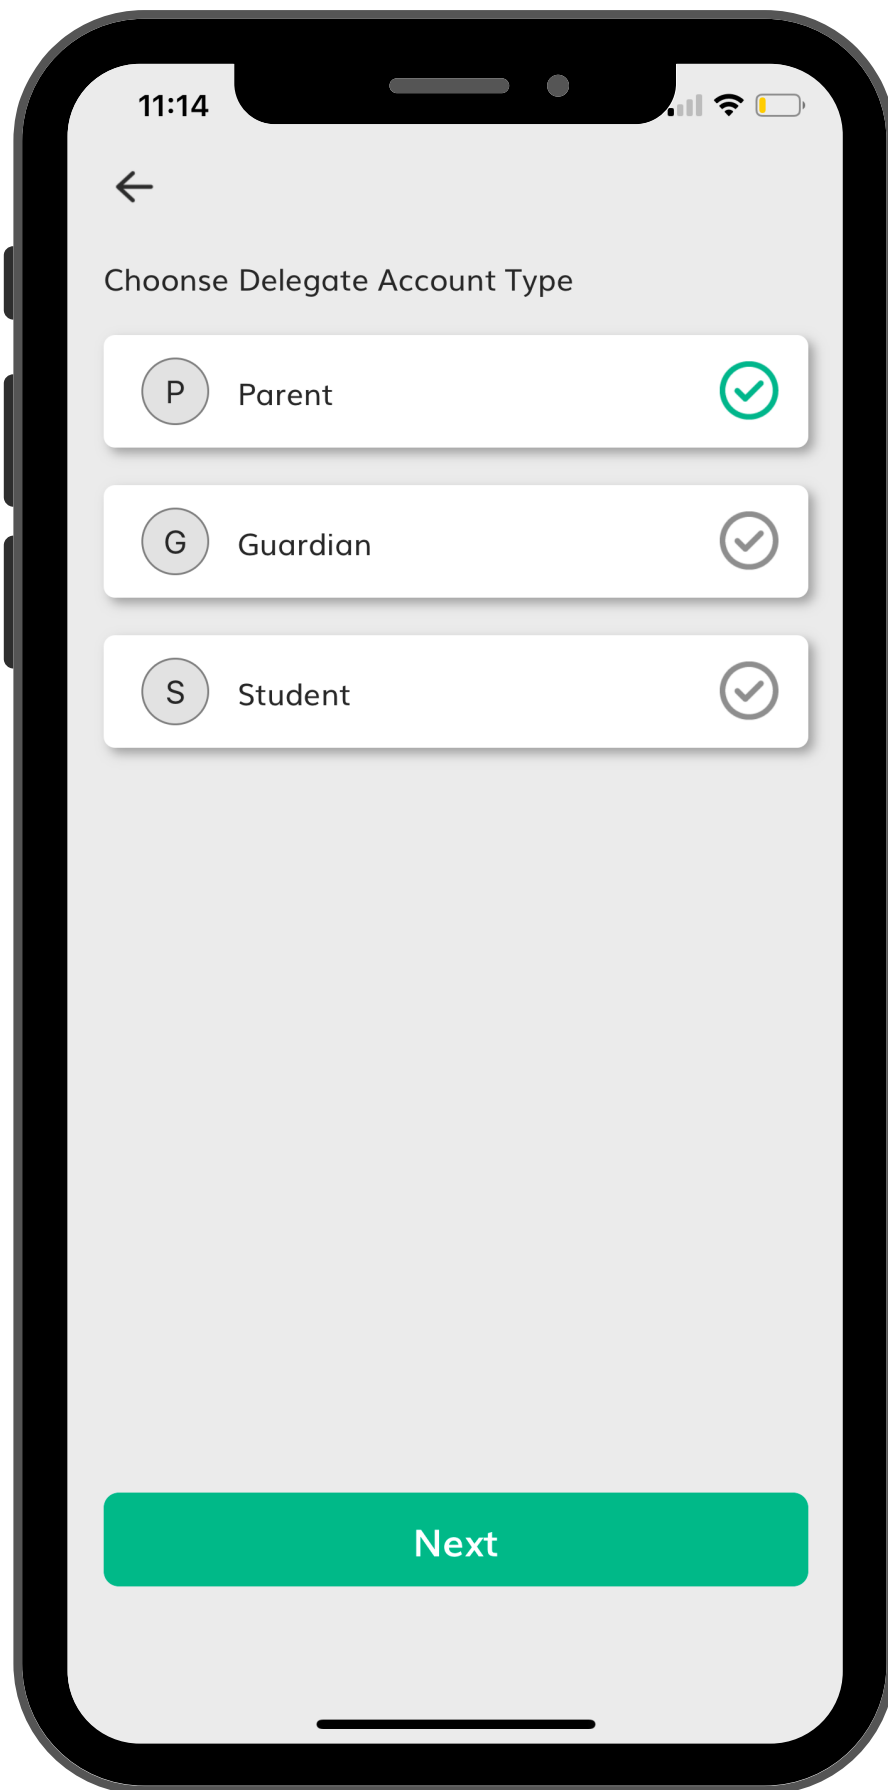 11:14
Choonse Delegate Account Type
P Parent
G Guardian
S Student
Next